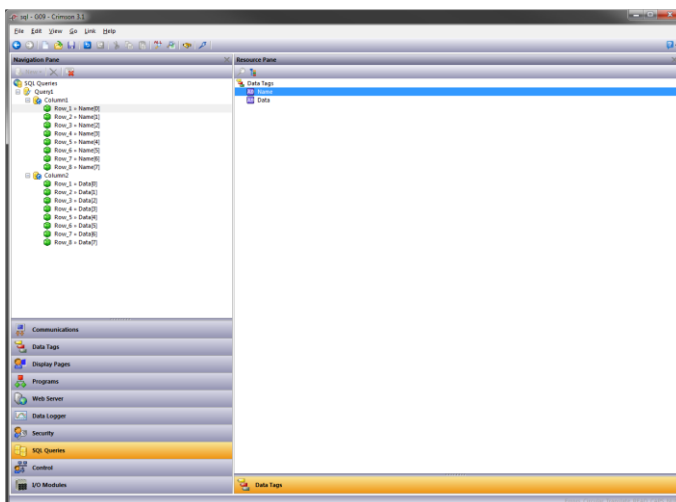 sql - G09 - Crimson 3.1
File Edit View Go Link Help
Navigation Pane
Resource Pane
SQL Queries
Query1
Column1
Row_1 = Name[0]
Row_2 = Name[1]
Row_3 = Name[2]
Row_4 = Name[3]
Row_5 = Name[4]
Row_6 = Name[5]
Row_7 = Name[6]
Row_8 = Name[7]
Column2
Row_1 = Data[0]
Row_2 = Data[1]
Row_3 = Data[2]
Row_4 = Data[3]
Row_5 = Data[4]
Row_6 = Data[5]
Row_7 = Data[6]
Row_8 = Data[7]
Data Tags
Name
Data
Communications
Data Tags
Display Pages
Programs
Web Server
Data Logger
Security
SQL Queries
Control
I/O Modules
Data Tags